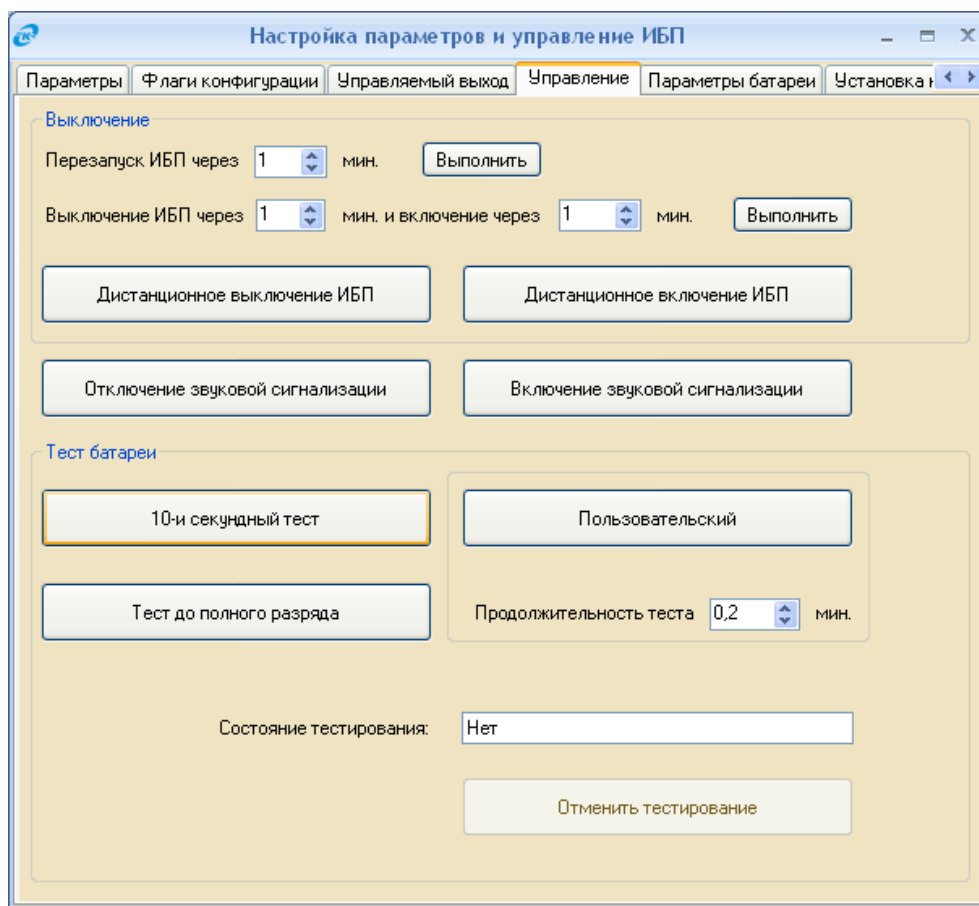 Настройка параметров и управление ИБП
Параметры Флаги конфигурации Управляемый выход Управление Параметры батареи Установка
Выключение
Перезапуск ИБП через 1 мин. Выполнить
Выключение ИБП через 1 мин. и включение через 1 мин. Выполнить
Дистанционное выключение ИБП Дистанционное включение ИБП
Отключение звуковой сигнализации Включение звуковой сигнализации
Тест батареи
10-и секундный тест Пользовательский
Тест до полного разряда Продолжительность теста 0,2 мин.
Состояние тестирования: Нет
Отменить тестирование